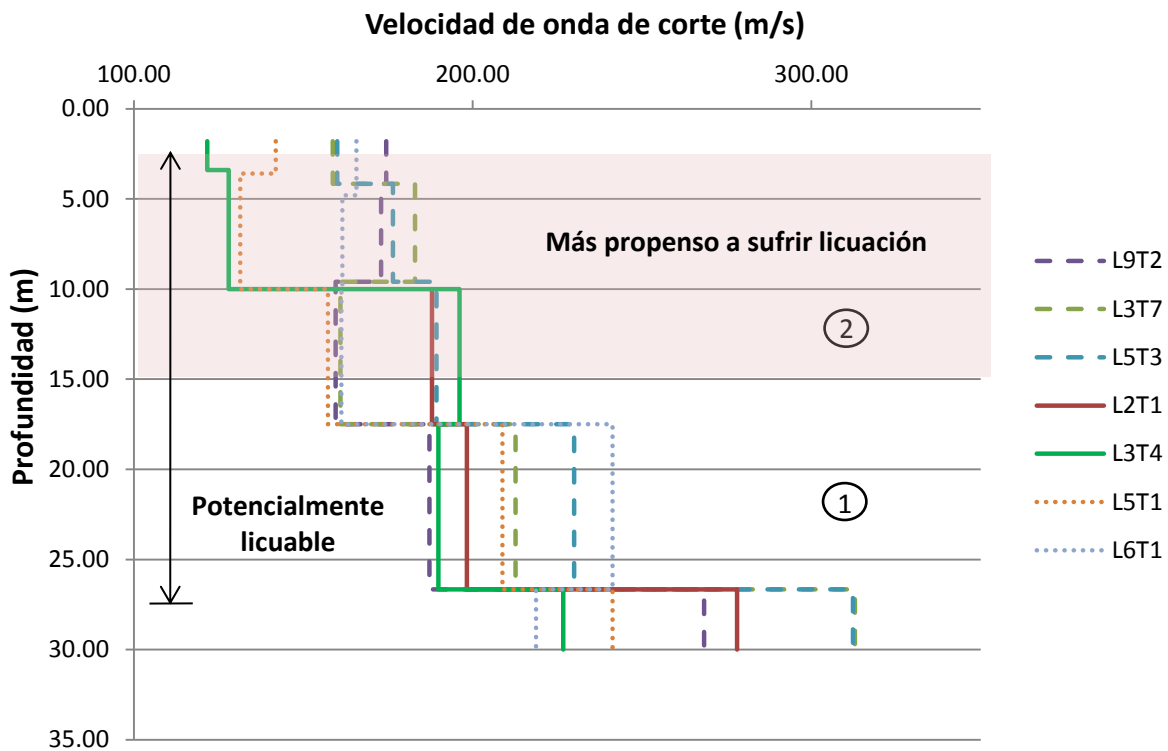 Velocidad de onda de corte (m/s)
100.00 200.00 300.00
0.00
5.00
10.00
15.00
20.00
25.00
30.00
35.00
Profundidad (m)
Más propenso a sufrir licuación
2
1
Potencialmente
licuable
L9T2
L3T7
L5T3
L2T1
L3T4
L5T1
L6T1